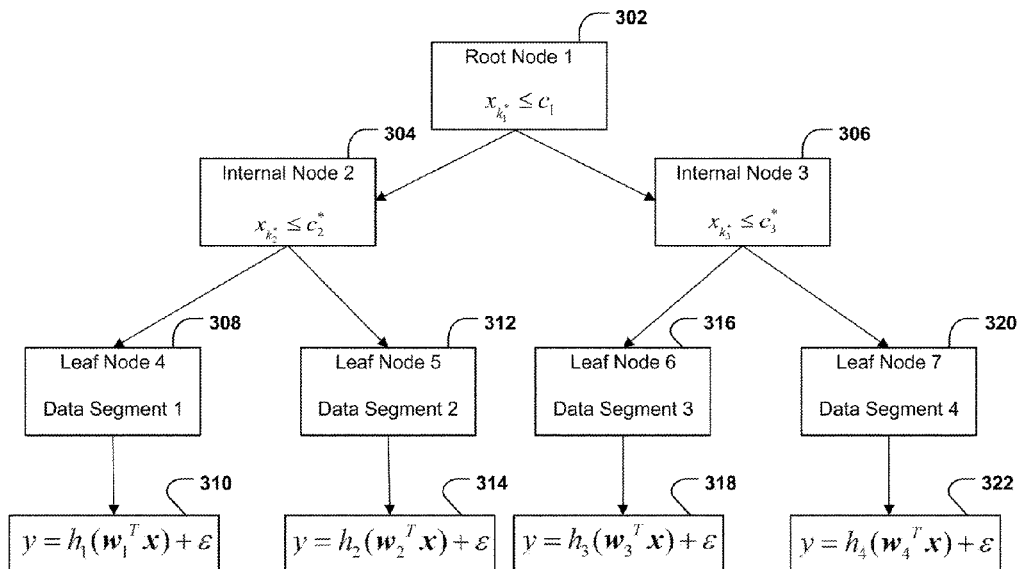 302
Root Node 1
x_{k_1^*} ≤ c_1
304
306
Internal Node 2
Internal Node 3
x_{k_2^*} ≤ c_2^*
x_{k_3^*} ≤ c_3^*
308
312
316
320
Leaf Node 4
Leaf Node 5
Leaf Node 6
Leaf Node 7
Data Segment 1
Data Segment 2
Data Segment 3
Data Segment 4
310
314
318
322
y = h_1(w_1^T x) + ε
y = h_2(w_2^T x) + ε
y = h_3(w_3^T x) + ε
y = h_4(w_4^T x) + ε